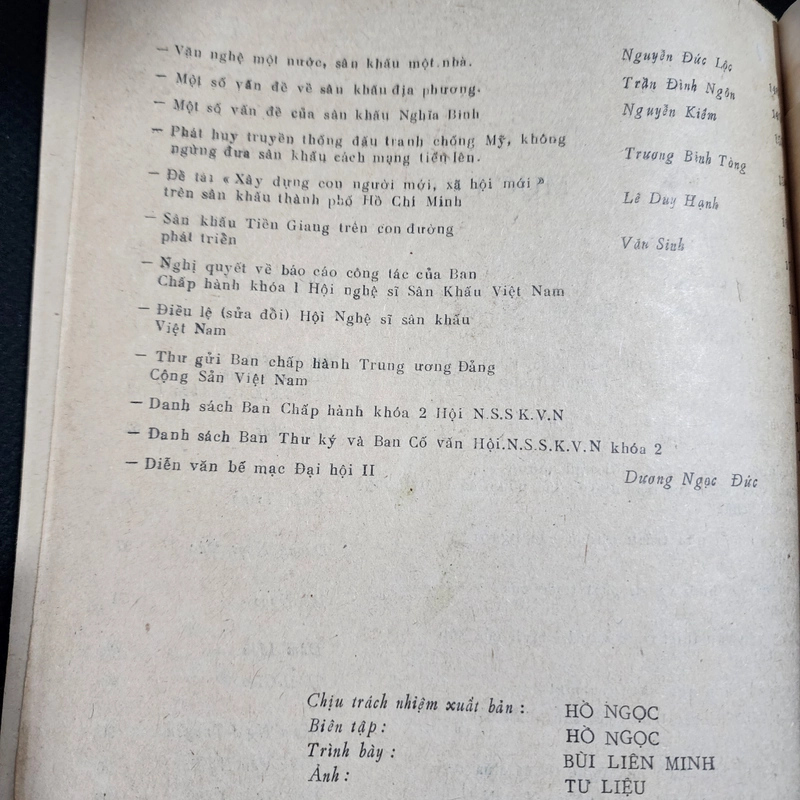 — Văn nghệ một nước, sân khấu một nhà. Nguyễn Đức Lộc
— Một số vấn đề về sân khấu địa phương. Trần Đình Ngôn
— Một số vấn đề của sân khấu Nghĩa Bình Nguyễn Kiểm
— Phát huy truyền thống đấu tranh chống Mỹ, không
ngừng đưa sân khấu cách mạng tiến lên. Trương Bình Tòng
— Đề tài « Xây dựng con người mới, xã hội mới »
trên sân khấu thành phố Hồ Chí Minh Lê Duy Hạnh
— Sân khấu Tiền Giang trên con đường
phát triển Văn Sinh
— Nghị quyết về báo cáo công tác của Ban
Chấp hành khóa 1 Hội nghệ sĩ Sân Khấu Việt Nam
— Điều lệ (sửa đổi) Hội Nghệ sĩ sân khấu
Việt Nam
— Thư gửi Ban chấp hành Trung ương Đảng
Cộng Sản Việt Nam
— Danh sách Ban Chấp hành khóa 2 Hội N.S.S K.V.N
— Danh sách Ban Thư ký và Ban Cố vấn Hội.N.S.S.K.V.N khóa 2
— Diễn văn bế mạc Đại hội II Dương Ngọc Đức
Chịu trách nhiệm xuất bản : HỒ NGỌC
Biên tập : HỒ NGỌC
Trình bày : BÙI LIÊN MINH
Ảnh : TƯ LIỆU